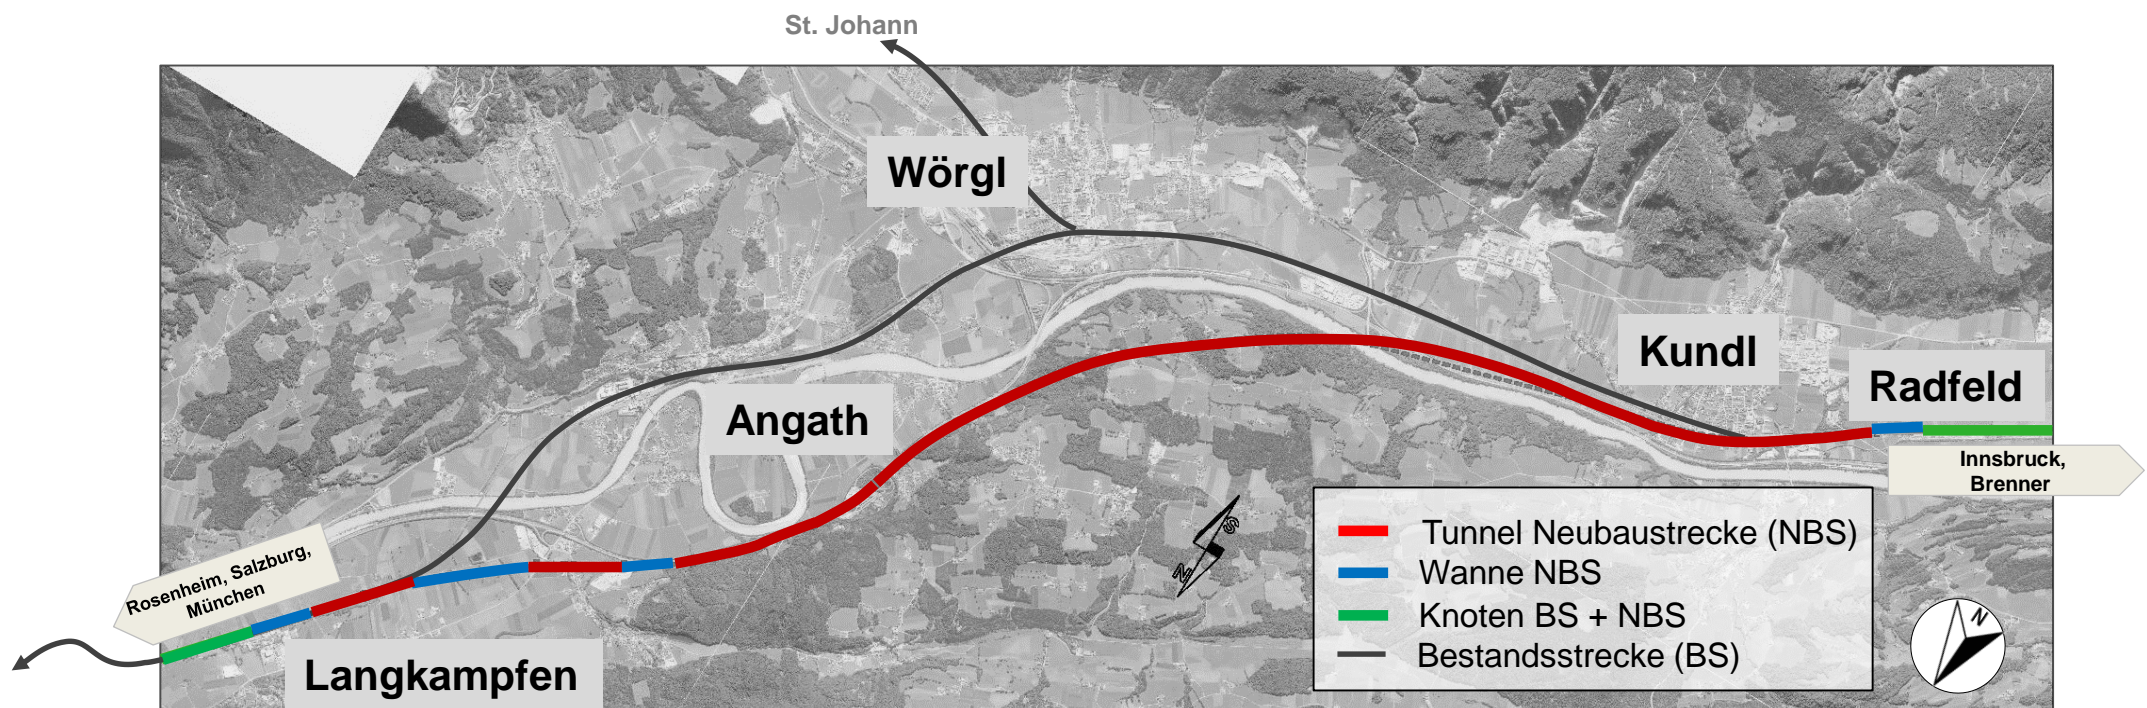 St. Johann
Wörgl
Kundl
Radfeld
Angath
Innsbruck,
Brenner
Rosenheim, Salzburg,
München
Langkampfen
S
N
Tunnel Neubaustrecke (NBS)
Wanne NBS
Knoten BS + NBS
Bestandsstrecke (BS)
N